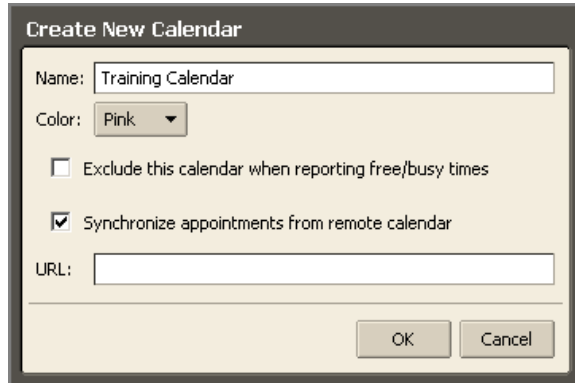 Create New Calendar
Name: Training Calendar
Color: Pink
Exclude this calendar when reporting free/busy times
Synchronize appointments from remote calendar
URL:
OK Cancel